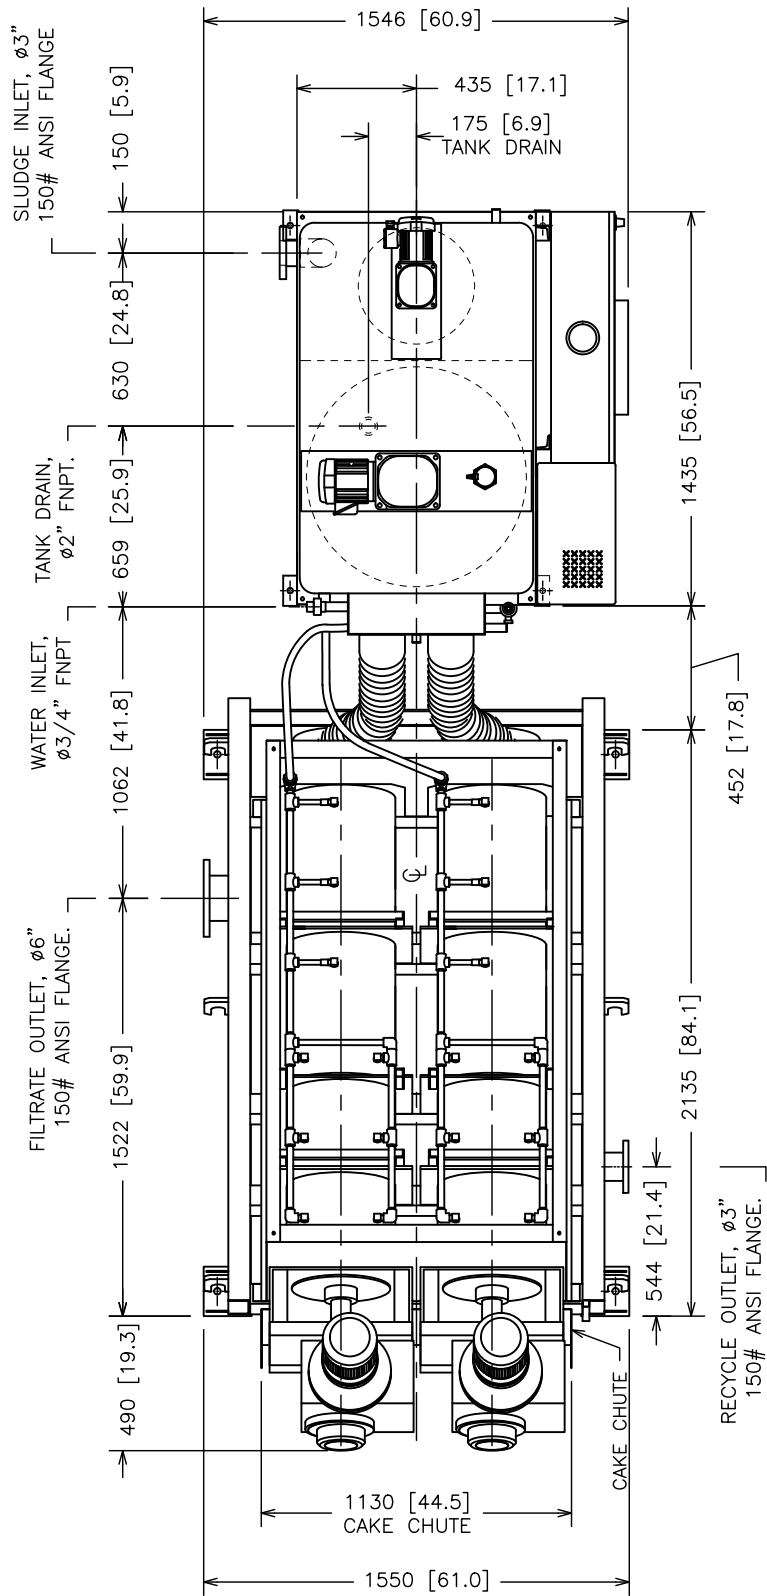 1546 [60.9]
435 [17.1]
175 [6.9]
TANK DRAIN
SLUDGE INLET, ø3"
150# ANSI FLANGE
150 [5.9]
630 [24.8]
TANK DRAIN,
ø2" FNPT.
659 [25.9]
WATER INLET,
ø3/4" FNPT
1062 [41.8]
FILTRATE OUTLET, ø6"
150# ANSI FLANGE.
1522 [59.9]
490 [19.3]
1435 [56.5]
452 [17.8]
2135 [84.1]
544 [21.4]
RECYCLE OUTLET, ø3"
150# ANSI FLANGE.
CL
CAKE CHUTE
1130 [44.5]
CAKE CHUTE
1550 [61.0]